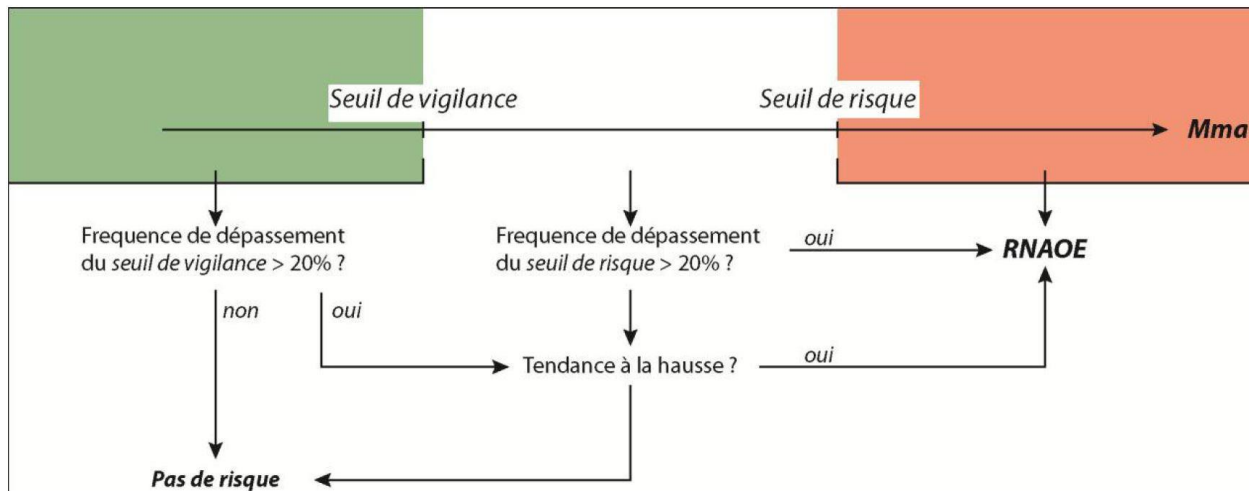 Seuil de vigilance
Seuil de risque
Mma
Frequence de dépassement
du seuil de vigilance > 20% ?
Frequence de dépassement
du seuil de risque > 20% ?
oui
RNAOE
non
oui
Tendance à la hausse ?
oui
Pas de risque